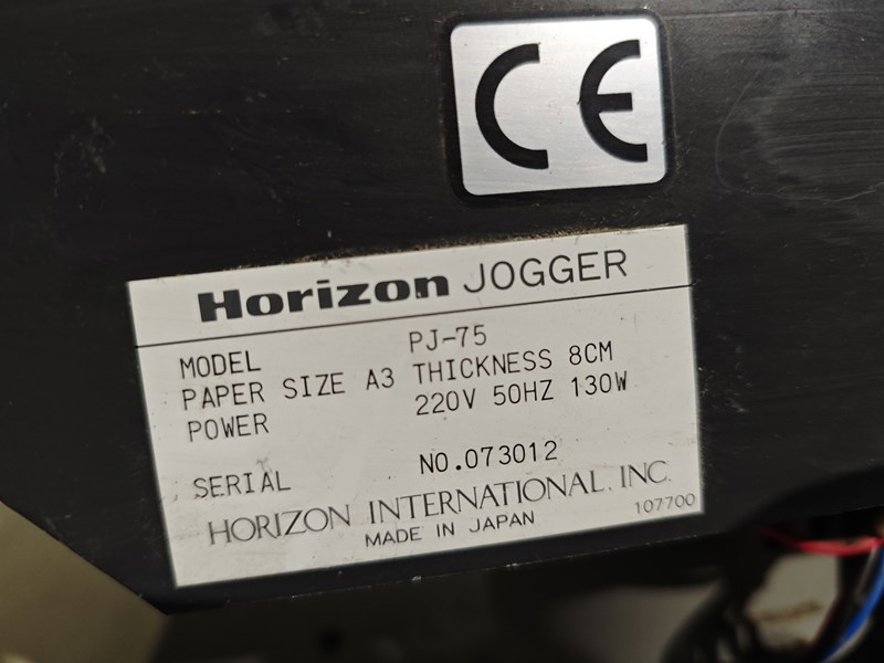 CE
Horizon JOGGER
MODEL PJ-75
PAPER SIZE A3 THICKNESS 8CM
POWER 220V 50HZ 130W
SERIAL NO.073012
HORIZON INTERNATIONAL. INC.
MADE IN JAPAN
107700